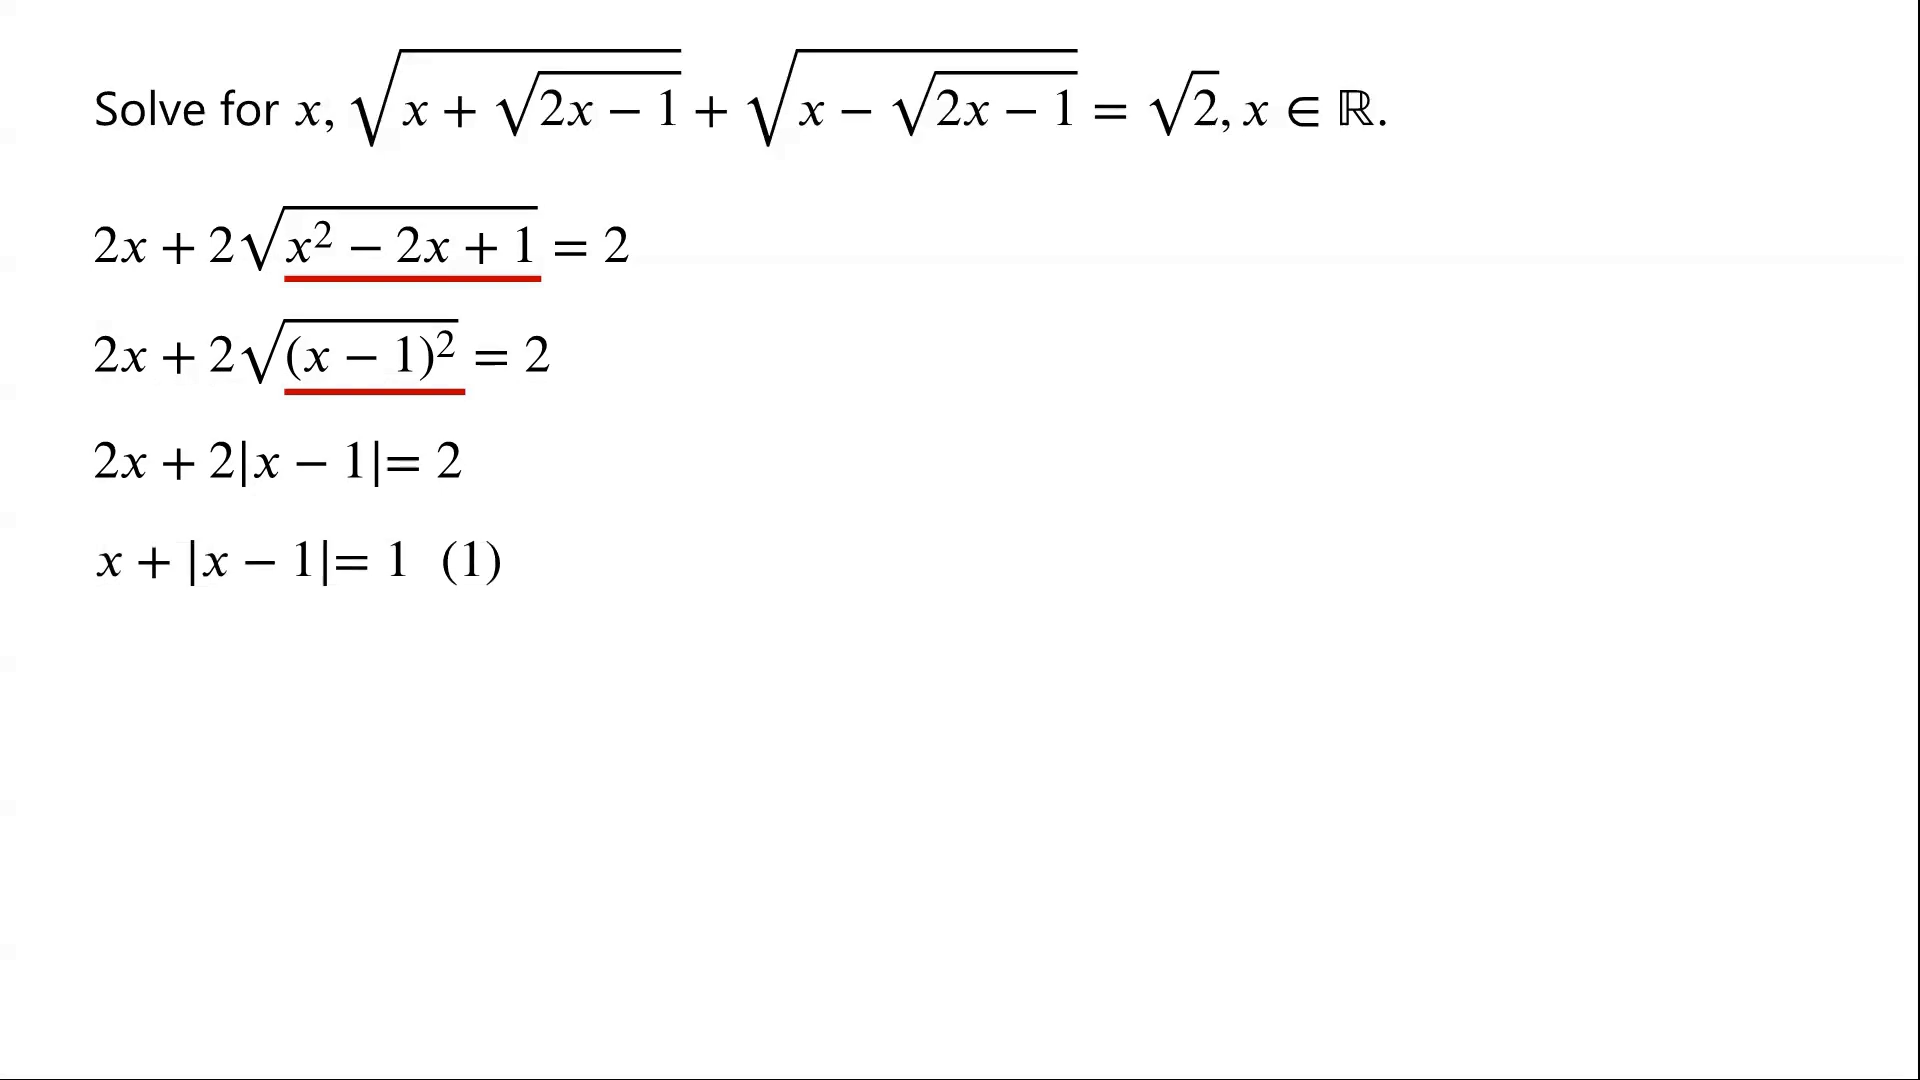 Solve for x, √(x + √(2x − 1)) + √(x − √(2x − 1)) = √2, x ∈ ℝ.
2x + 2√(x² − 2x + 1) = 2
2x + 2√((x − 1)²) = 2
2x + 2|x − 1|= 2
x + |x − 1|= 1 (1)